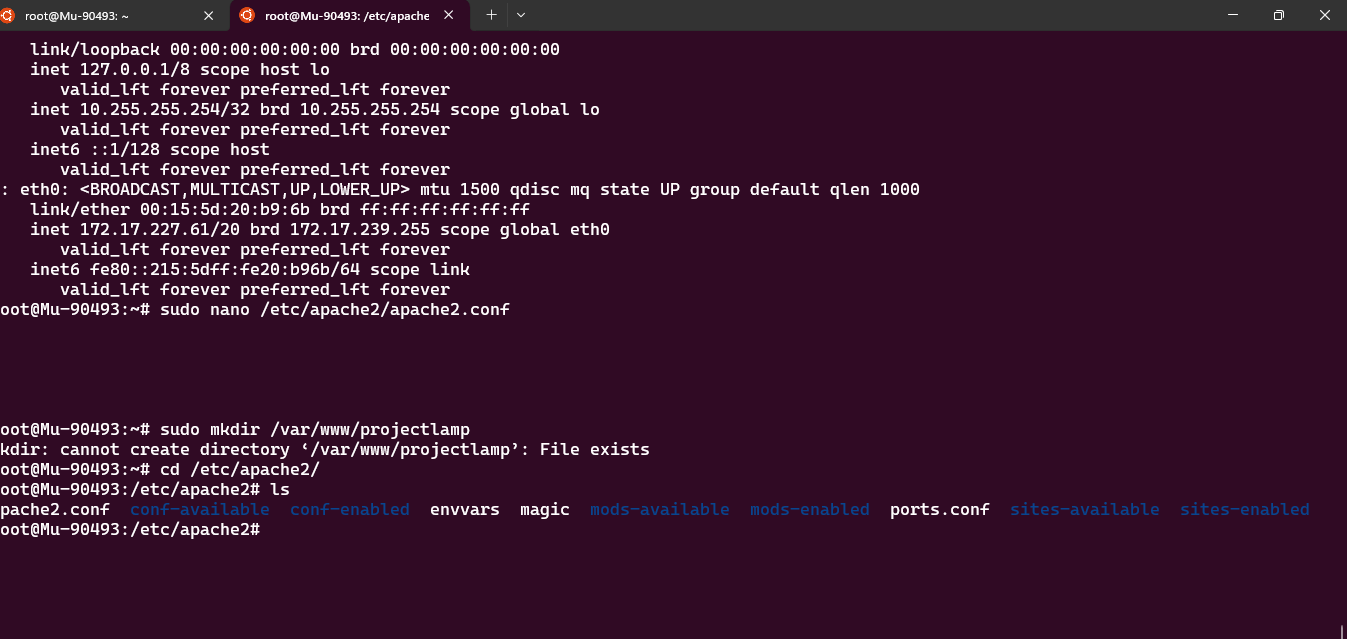 root@Mu-90493: ~
root@Mu-90493: /etc/apache
link/loopback 00:00:00:00:00:00 brd 00:00:00:00:00:00
inet 127.0.0.1/8 scope host lo
valid_lft forever preferred_lft forever
inet 10.255.255.254/32 brd 10.255.255.254 scope global lo
valid_lft forever preferred_lft forever
inet6 ::1/128 scope host
valid_lft forever preferred_lft forever
: eth0: <BROADCAST,MULTICAST,UP,LOWER_UP> mtu 1500 qdisc mq state UP group default qlen 1000
link/ether 00:15:5d:20:b9:6b brd ff:ff:ff:ff:ff:ff
inet 172.17.227.61/20 brd 172.17.239.255 scope global eth0
valid_lft forever preferred_lft forever
inet6 fe80::215:5dff:fe20:b96b/64 scope link
valid_lft forever preferred_lft forever
oot@Mu-90493:~# sudo nano /etc/apache2/apache2.conf
oot@Mu-90493:~# sudo mkdir /var/www/projectlamp
kdir: cannot create directory ‘/var/www/projectlamp’: File exists
oot@Mu-90493:~# cd /etc/apache2/
oot@Mu-90493:/etc/apache2# ls
pache2.conf conf-available conf-enabled envvars magic mods-available mods-enabled ports.conf sites-available sites-enabled
oot@Mu-90493:/etc/apache2#